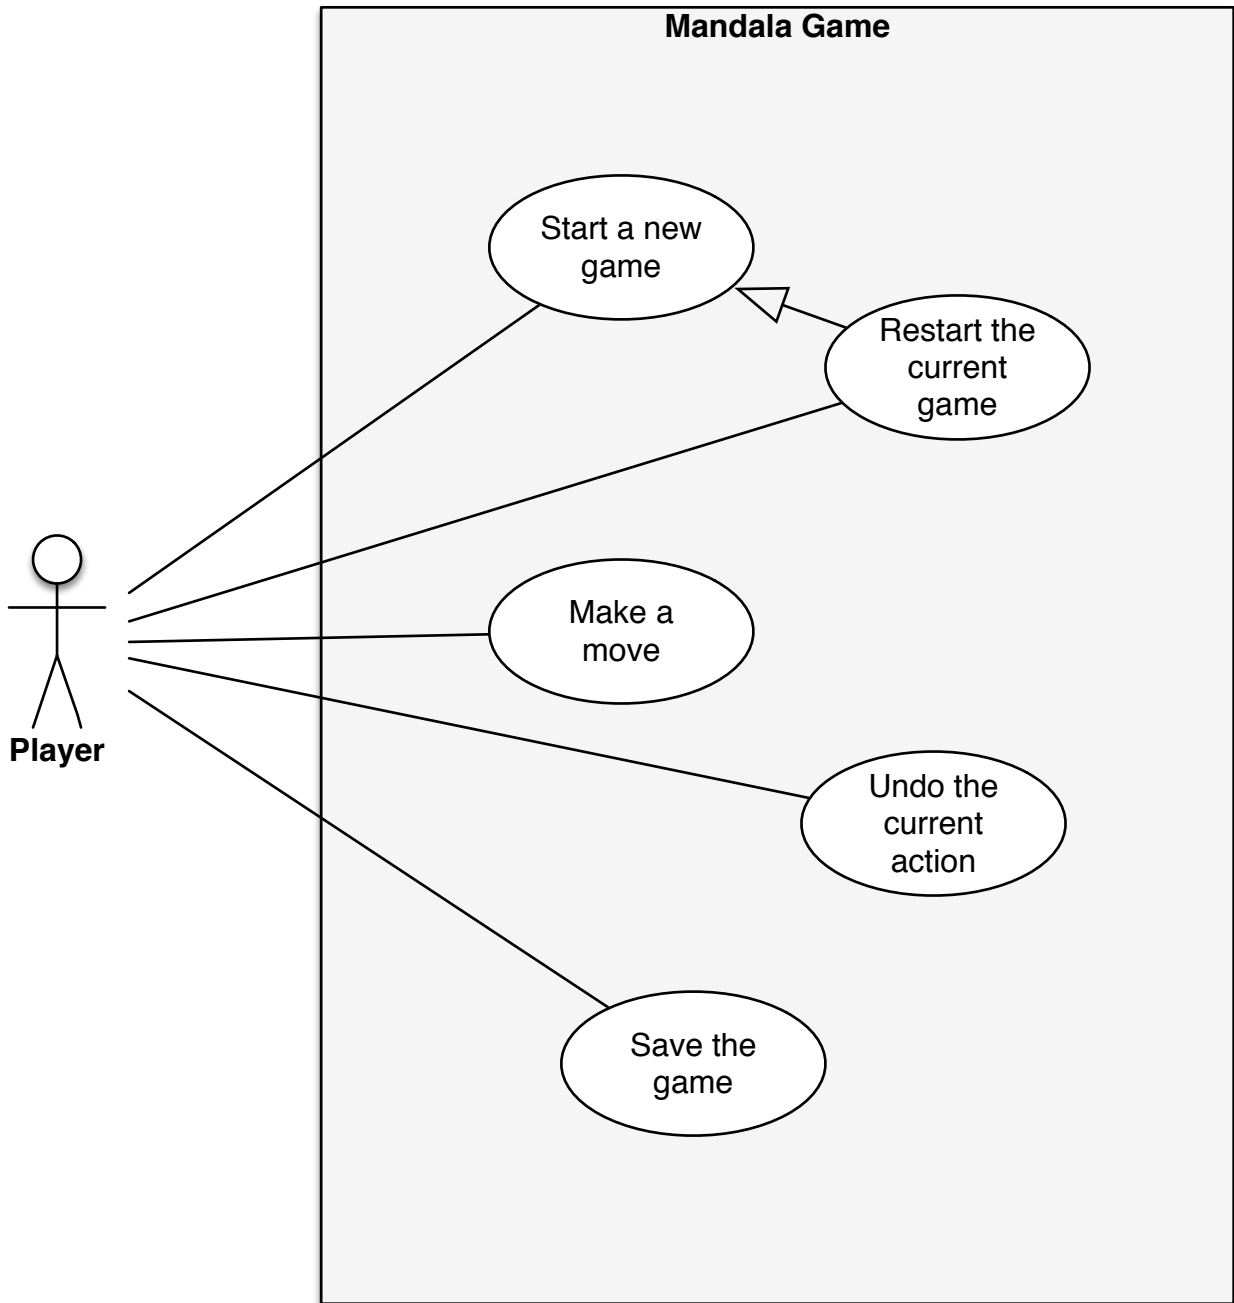 Mandala Game
Start a new
game
Restart the
current
game
Make a
move
Player
Undo the
current
action
Save the
game